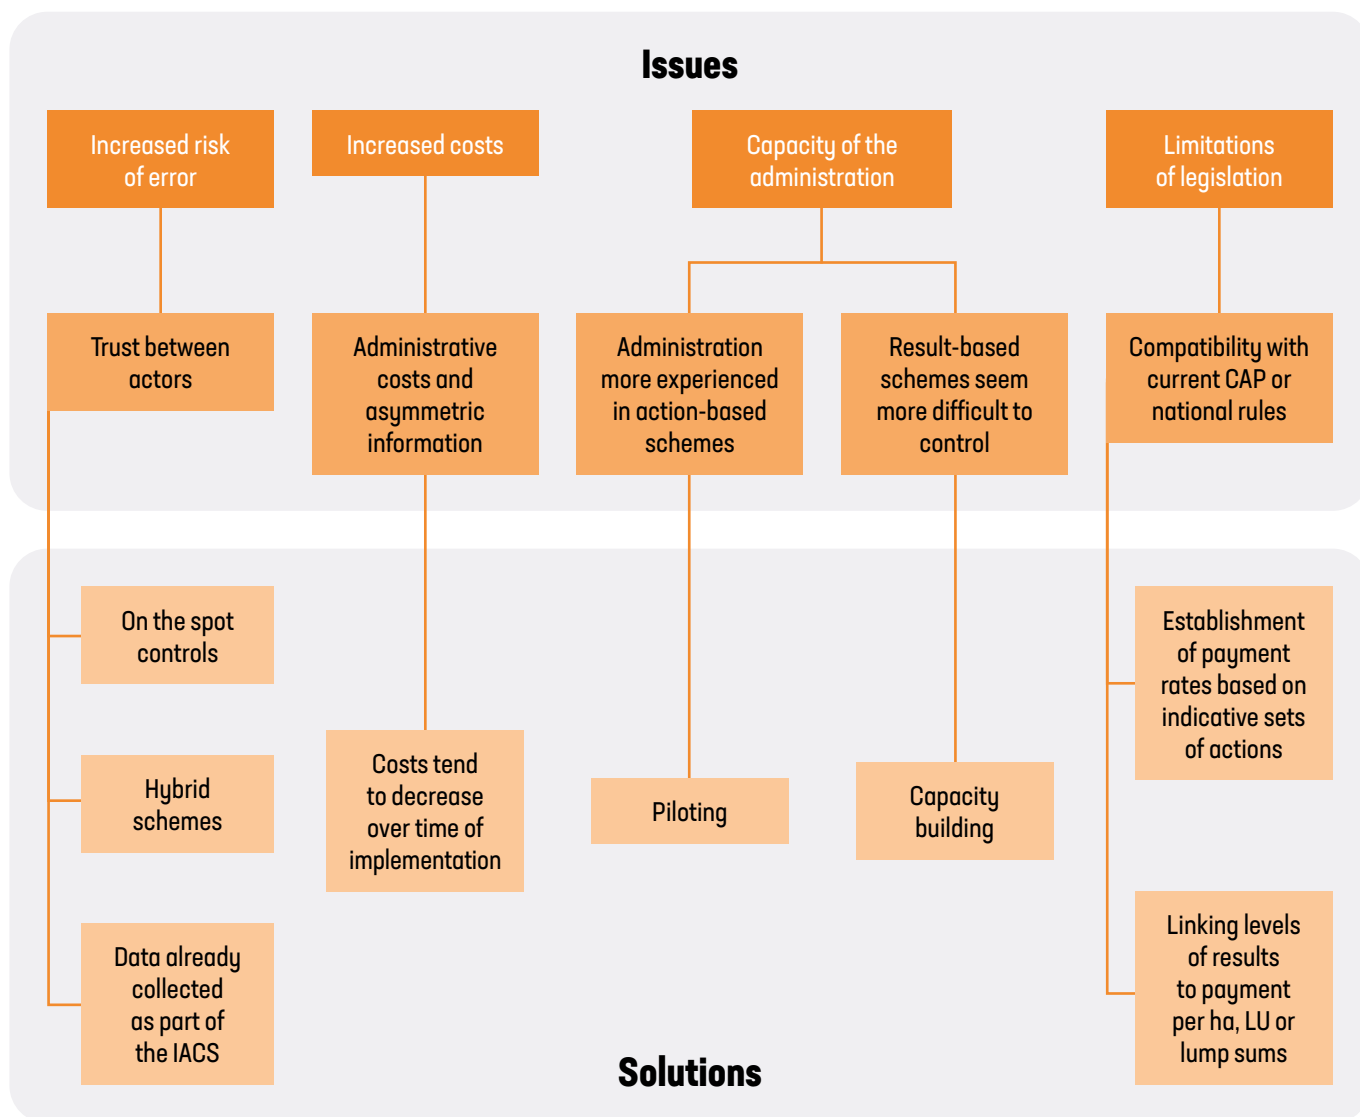 Issues
Increased risk
of error
Increased costs
Capacity of the
administration
Limitations
of legislation
Trust between
actors
Administrative
costs and
asymmetric
information
Administration
more experienced
in action-based
schemes
Result-based
schemes seem
more difficult to
control
Compatibility with
current CAP or
national rules
On the spot
controls
Hybrid
schemes
Data already
collected
as part of
the IACS
Costs tend
to decrease
over time of
implementation
Piloting
Capacity
building
Establishment
of payment
rates based on
indicative sets
of actions
Linking levels
of results
to payment
per ha, LU or
lump sums
Solutions